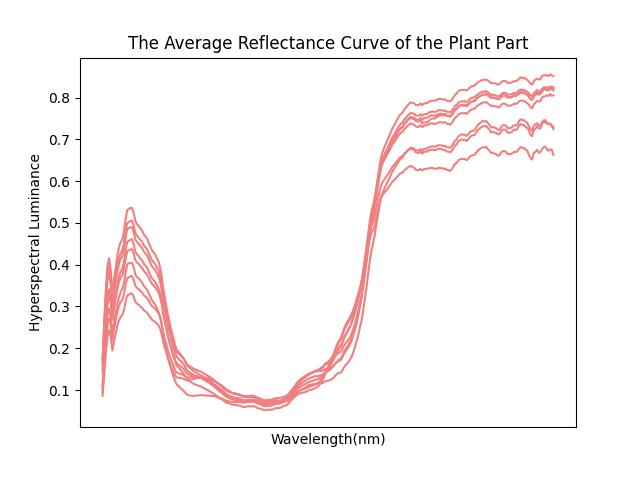 The Average Reflectance Curve of the Plant Part
Hyperspectral Luminance
0.8
0.7
0.6
0.5
0.4
0.3
0.2
0.1
Wavelength(nm)